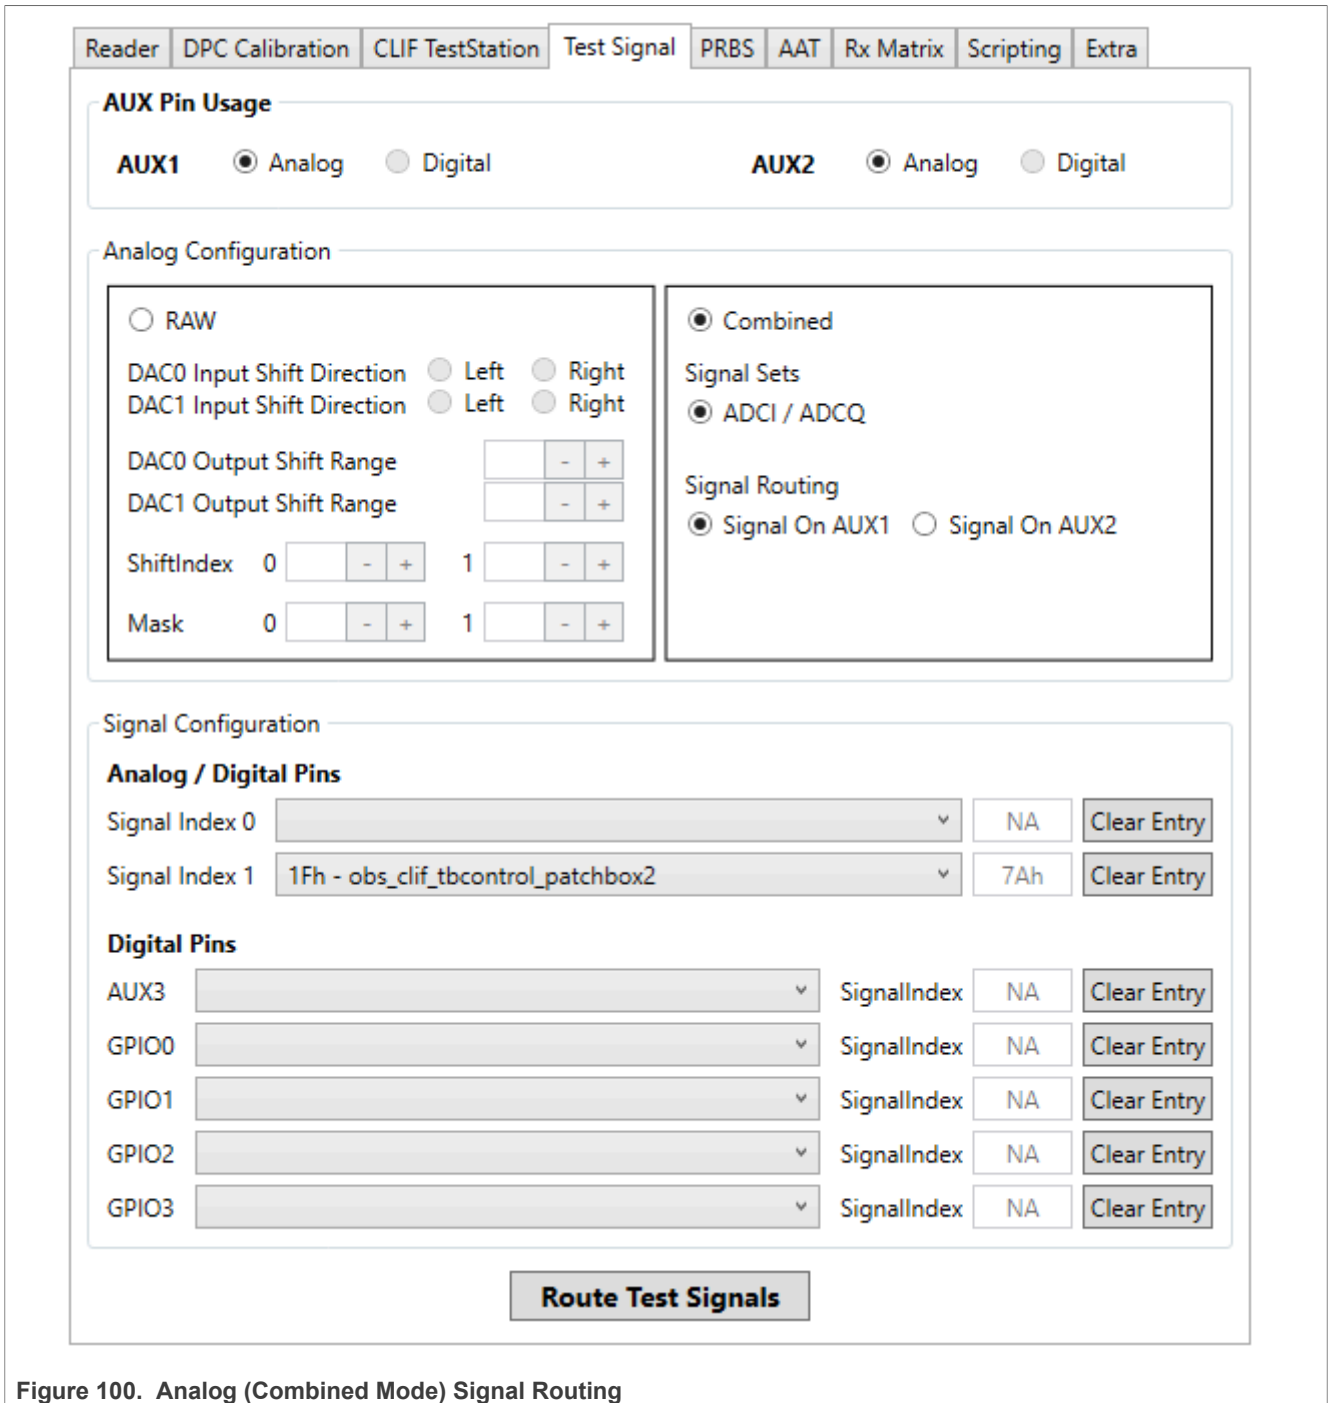 Reader DPC Calibration CLIF TestStation Test Signal PRBS AAT Rx Matrix Scripting Extra
AUX Pin Usage
AUX1 Analog Digital AUX2 Analog Digital
Analog Configuration
RAW
DAC0 Input Shift Direction Left Right
DAC1 Input Shift Direction Left Right
DAC0 Output Shift Range - +
DAC1 Output Shift Range - +
ShiftIndex 0 - + 1 - +
Mask 0 - + 1 - +
Combined
Signal Sets
ADCI / ADCQ
Signal Routing
Signal On AUX1 Signal On AUX2
Signal Configuration
Analog / Digital Pins
Signal Index 0 NA Clear Entry
Signal Index 1 1Fh - obs_clif_tbcontrol_patchbox2 7Ah Clear Entry
Digital Pins
AUX3 SignalIndex NA Clear Entry
GPIO0 SignalIndex NA Clear Entry
GPIO1 SignalIndex NA Clear Entry
GPIO2 SignalIndex NA Clear Entry
GPIO3 SignalIndex NA Clear Entry
Route Test Signals
Figure 100. Analog (Combined Mode) Signal Routing